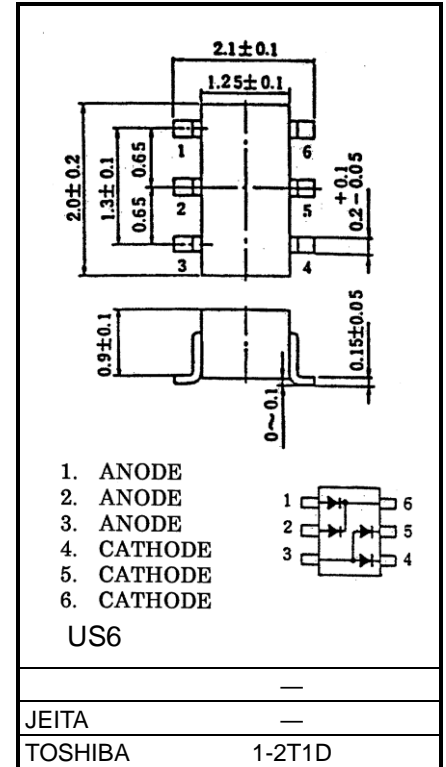 2.1±0.1
1.25±0.1
2.0±0.2
1.3±0.1
0.65
0.65
1
2
3
6
5
4
+0.1
0.2-0.05
0.9±0.1
0.15±0.05
0~0.1
1. ANODE
2. ANODE
3. ANODE
4. CATHODE
5. CATHODE
6. CATHODE
1
2
3
6
5
4
US6
—
JEITA —
TOSHIBA 1-2T1D